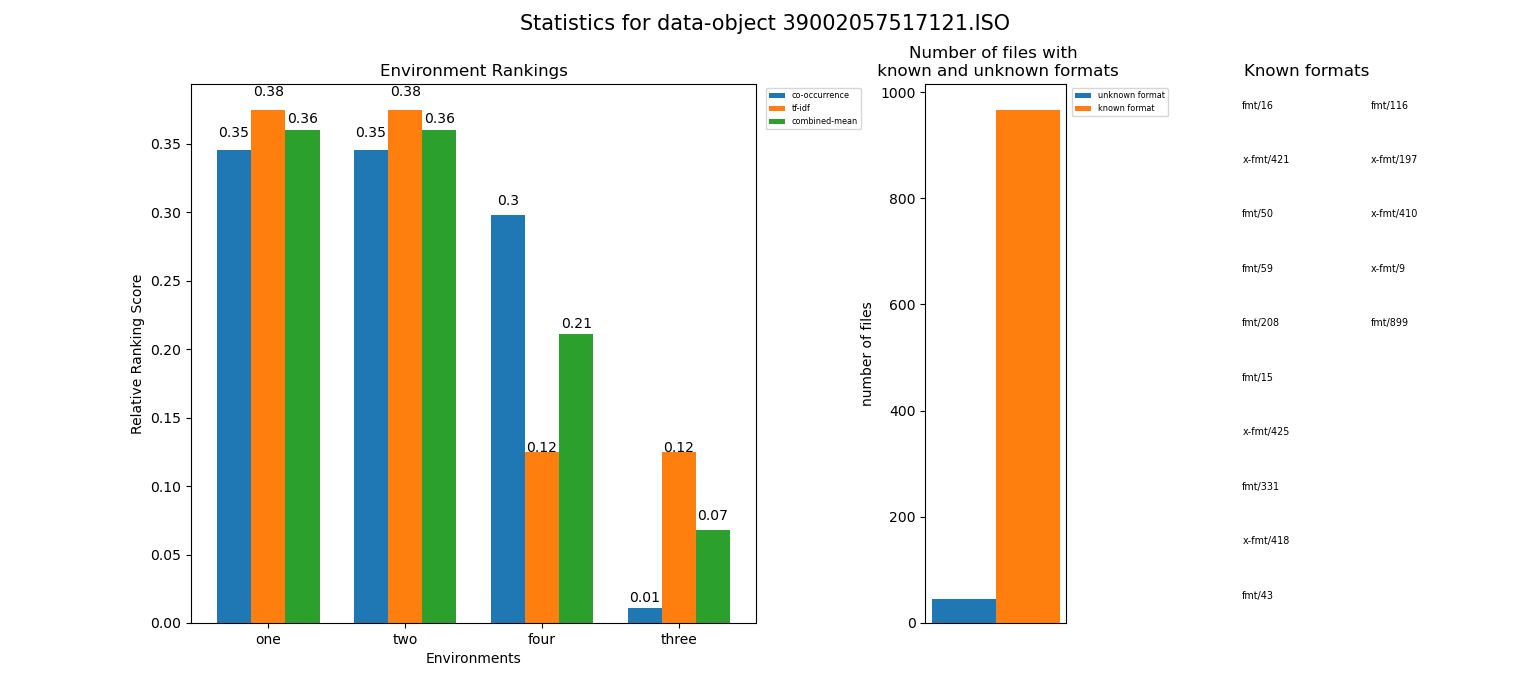 Statistics for data-object 39002057517121.ISO
Environment Rankings
Relative Ranking Score
0.35
0.30
0.25
0.20
0.15
0.10
0.05
0.00
0.35
0.38
0.36
0.35
0.38
0.36
0.3
0.12
0.21
0.01
0.12
0.07
one
two
four
three
Environments
co-occurrence
tf-idf
combined-mean
Number of files with
known and unknown formats
number of files
1000
800
600
400
200
0
unknown format
known format
Known formats
fmt/16
x-fmt/421
fmt/50
fmt/59
fmt/208
fmt/15
x-fmt/425
fmt/331
x-fmt/418
fmt/43
fmt/116
x-fmt/197
x-fmt/410
x-fmt/9
fmt/899